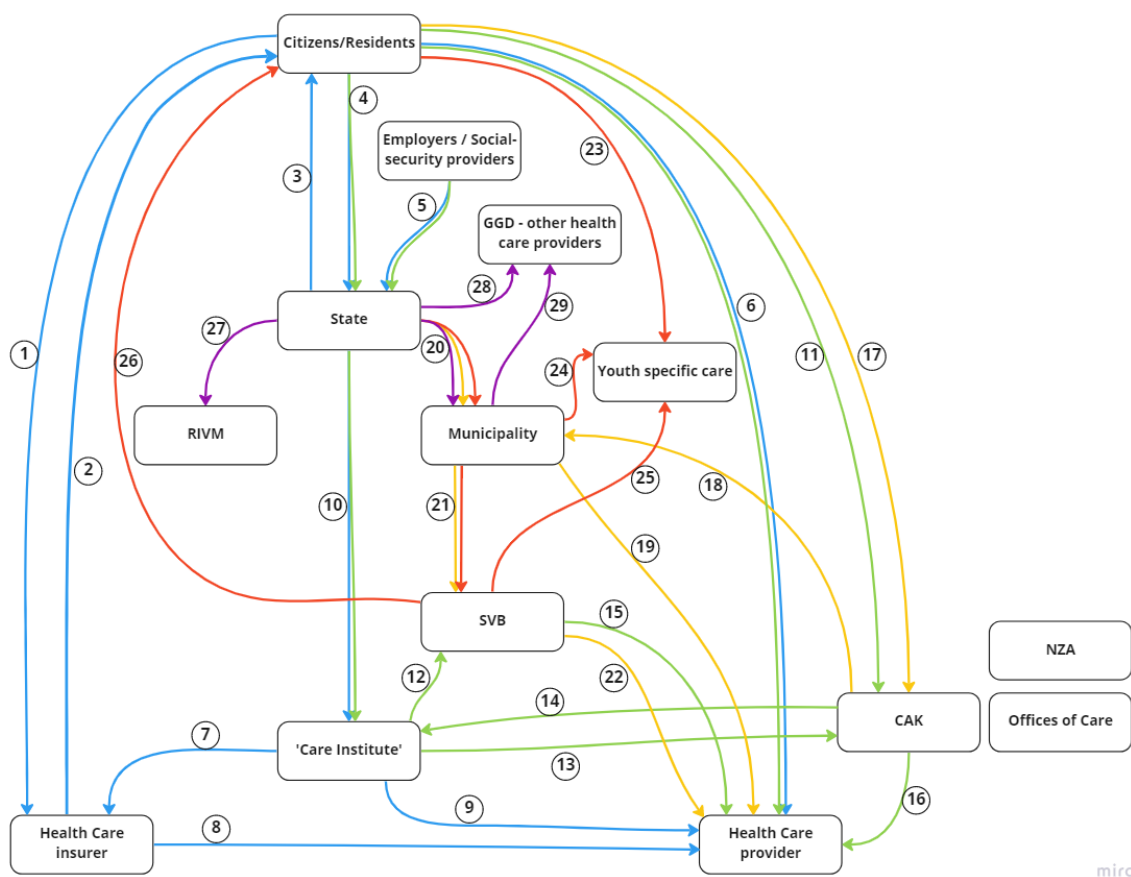 Citizens/Residents
4
Employers / Social-
security providers
23
3
5
GGD - other health
care providers
28
6
29
State
27
20
1
26
11
17
24
Youth specific care
RIVM
Municipality
2
25
18
10
21
19
15
SVB
NZA
12
22
14
CAK
Offices of Care
7
'Care Institute'
13
16
9
8
Health Care
insurer
Health Care
provider
miro